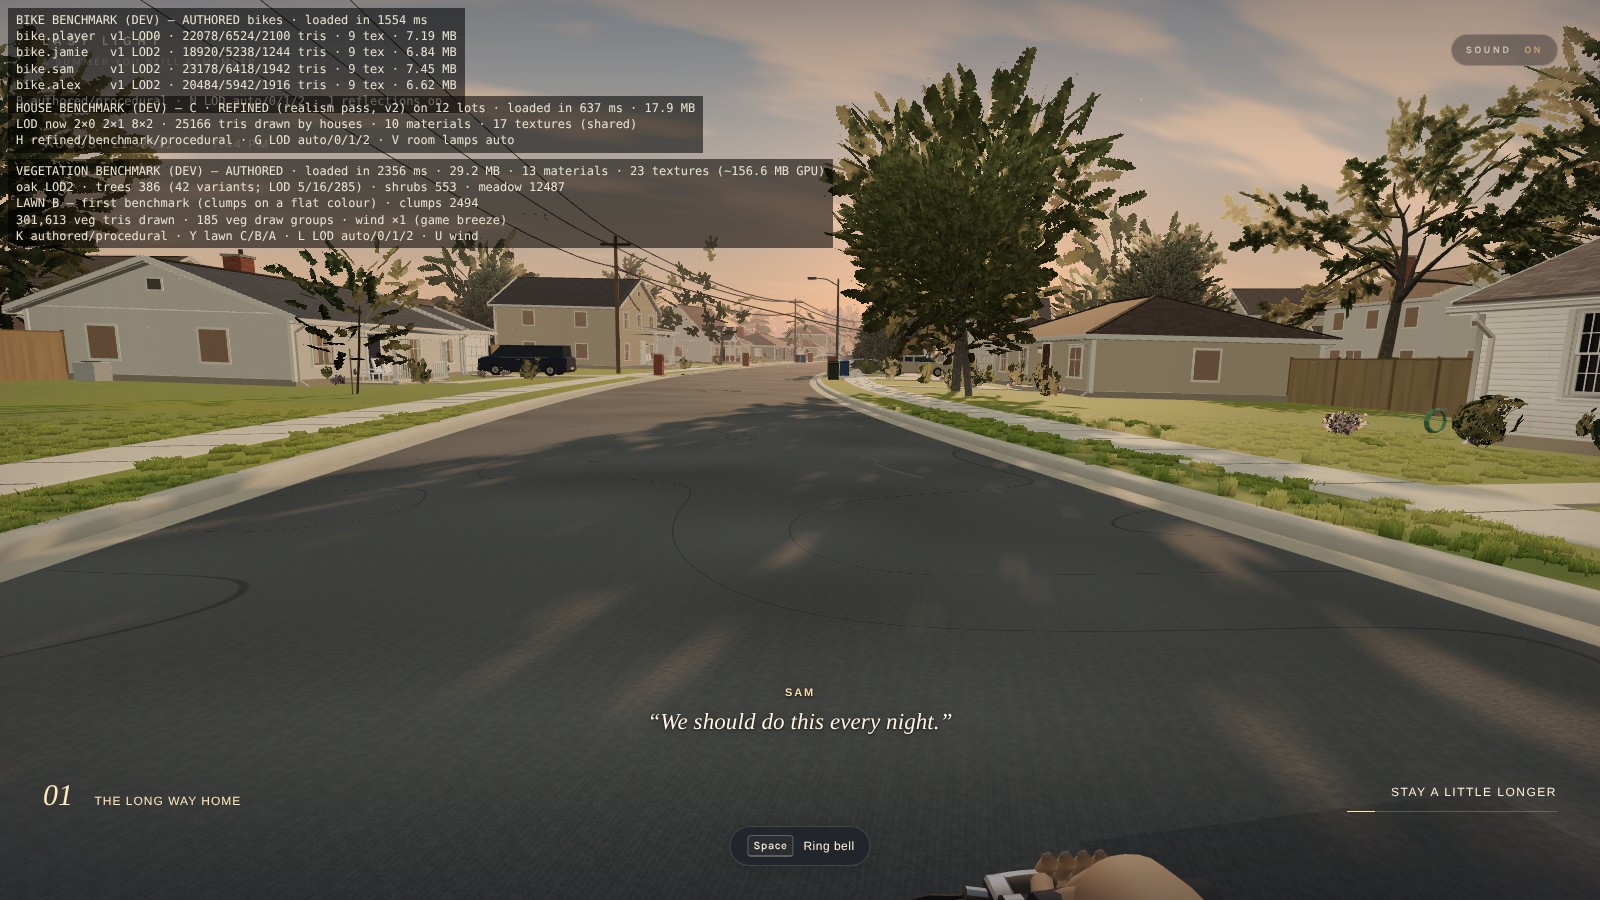 BIKE BENCHMARK (DEV) — AUTHORED bikes · loaded in 1554 ms
bike.player v1 LOD0 · 22078/6524/2100 tris · 9 tex · 7.19 MB
bike.jamie v1 LOD2 · 18920/5238/1244 tris · 9 tex · 6.84 MB
bike.sam v1 LOD2 · 23178/6418/1942 tris · 9 tex · 7.45 MB
bike.alex v1 LOD2 · 20484/5942/1916 tris · 9 tex · 6.62 MB
B authored/procedural · N LOD auto/0/1/2 · J reflections on
HOUSE BENCHMARK (DEV) — C · REFINED (realism pass, v2) on 12 lots · loaded in 637 ms · 17.9 MB
LOD now 2×0 2×1 8×2 · 25166 tris drawn by houses · 10 materials · 17 textures (shared)
H refined/benchmark/procedural · G LOD auto/0/1/2 · V room lamps auto
VEGETATION BENCHMARK (DEV) — AUTHORED · loaded in 2356 ms · 29.2 MB · 13 materials · 23 textures (~156.6 MB GPU)
oak LOD2 · trees 386 (42 variants; LOD 5/16/285) · shrubs 553 · meadow 12487
LAWN B — first benchmark (clumps on a flat colour) · clumps 2494
301,613 veg tris drawn · 185 veg draw groups · wind ×1 (game breeze)
K authored/procedural · Y lawn C/B/A · L LOD auto/0/1/2 · U wind
SOUND ON
SAM
“We should do this every night.”
01 THE LONG WAY HOME
STAY A LITTLE LONGER
Space Ring bell